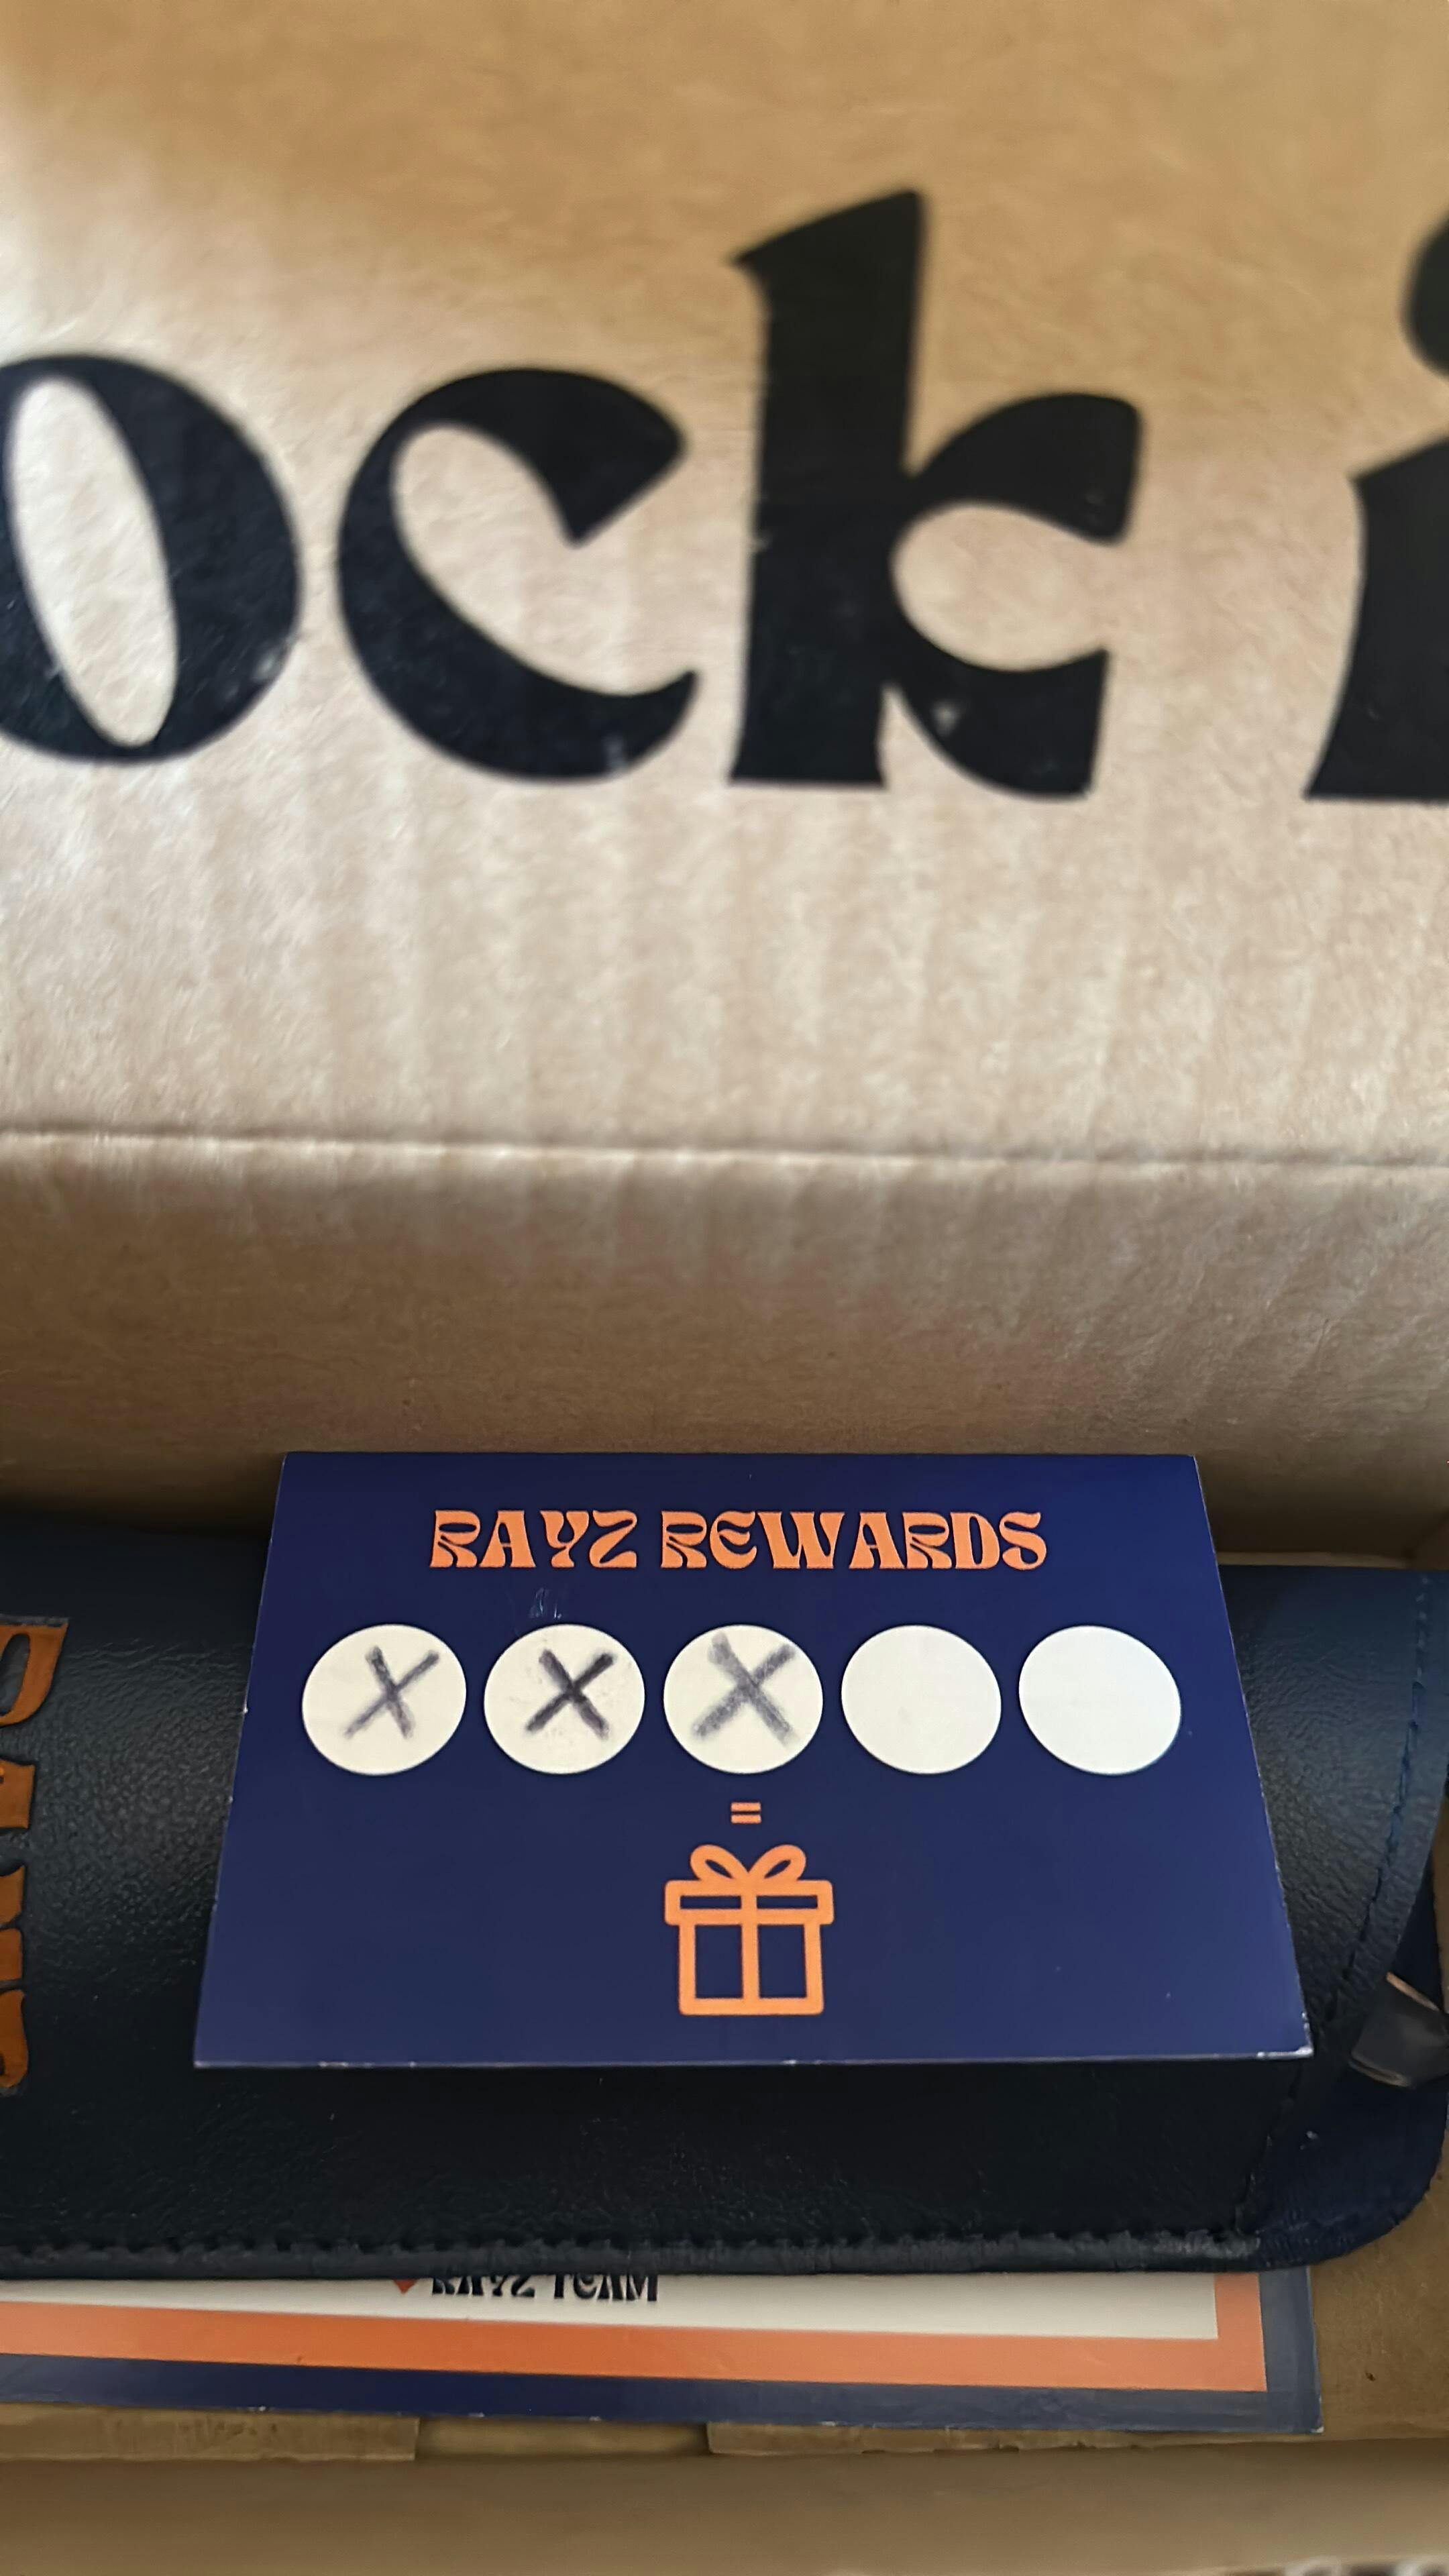 ock i
RAYZ REWARDS
X X X
=
RAYZ TEAM